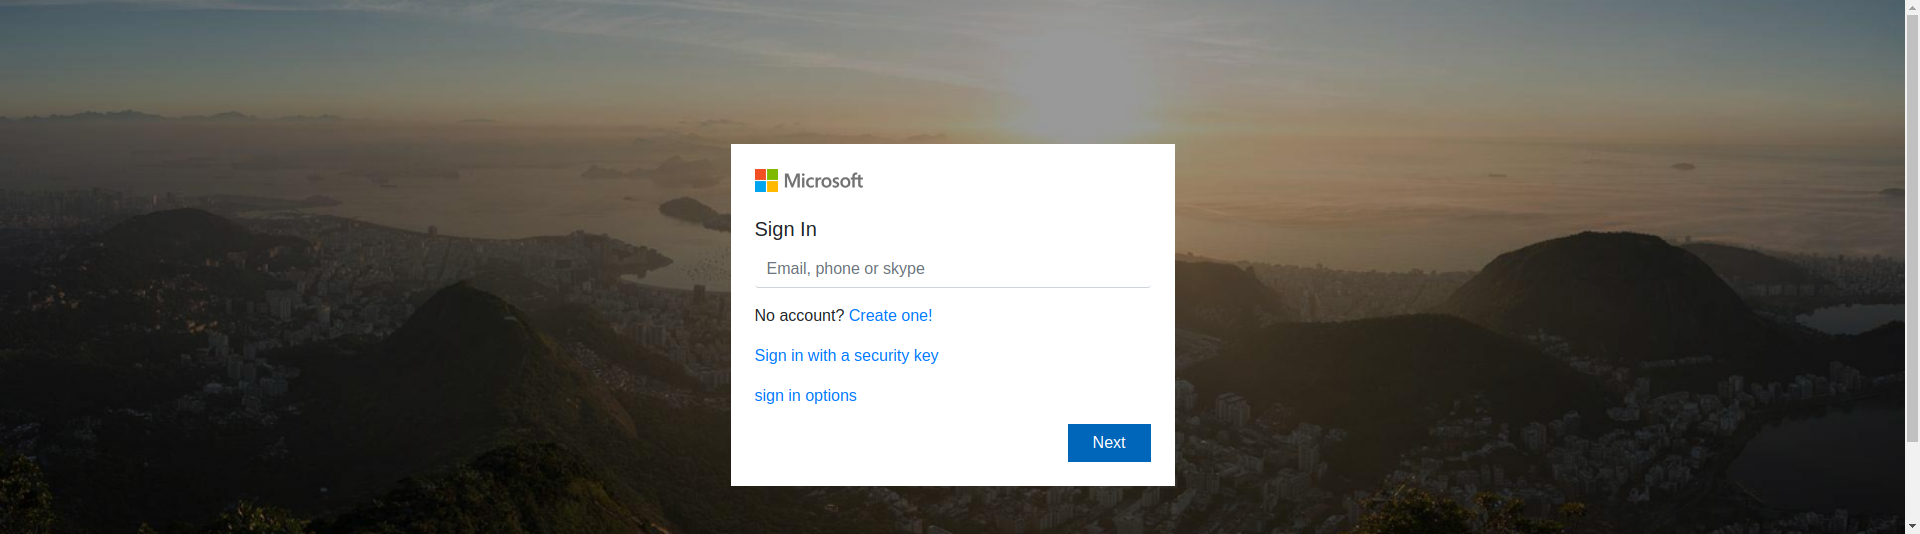 Microsoft
Sign In
Email, phone or skype
No account? Create one!
Sign in with a security key
sign in options
Next